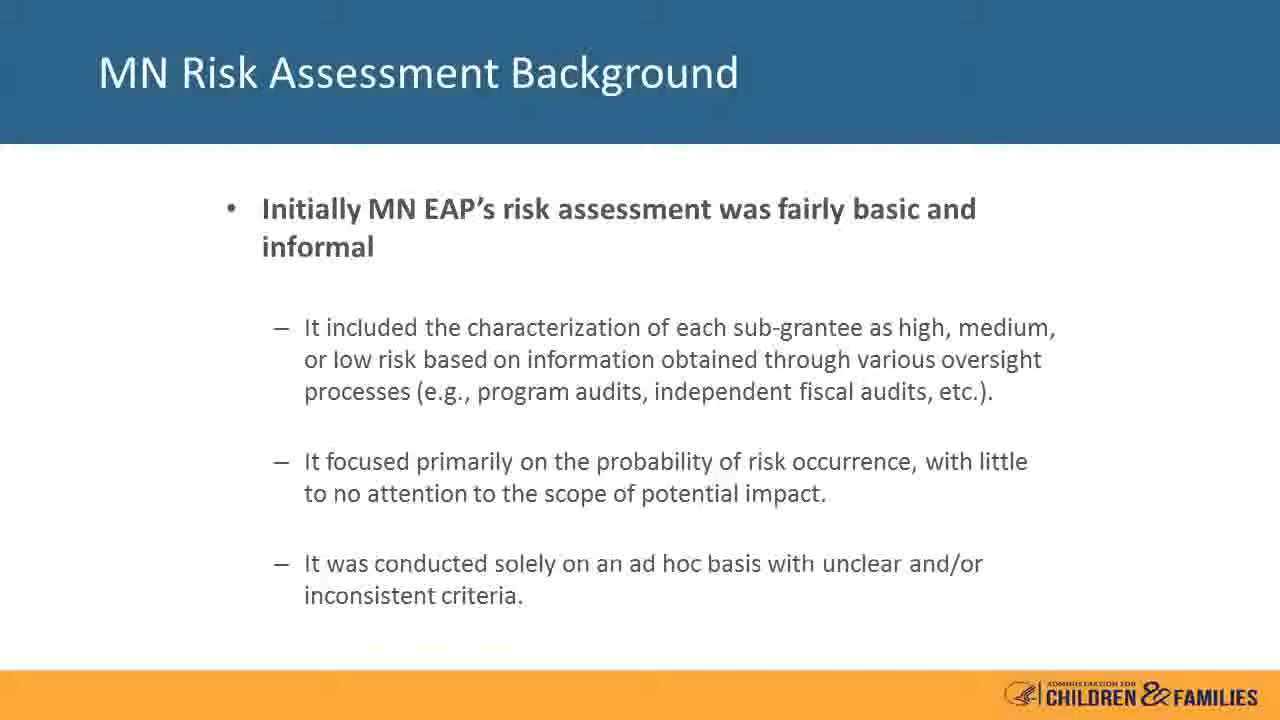 MN Risk Assessment Background
• Initially MN EAP’s risk assessment was fairly basic and
informal
– It included the characterization of each sub-grantee as high, medium,
or low risk based on information obtained through various oversight
processes (e.g., program audits, independent fiscal audits, etc.).
– It focused primarily on the probability of risk occurrence, with little
to no attention to the scope of potential impact.
– It was conducted solely on an ad hoc basis with unclear and/or
inconsistent criteria.
ADMINISTRATION FOR
CHILDREN & FAMILIES